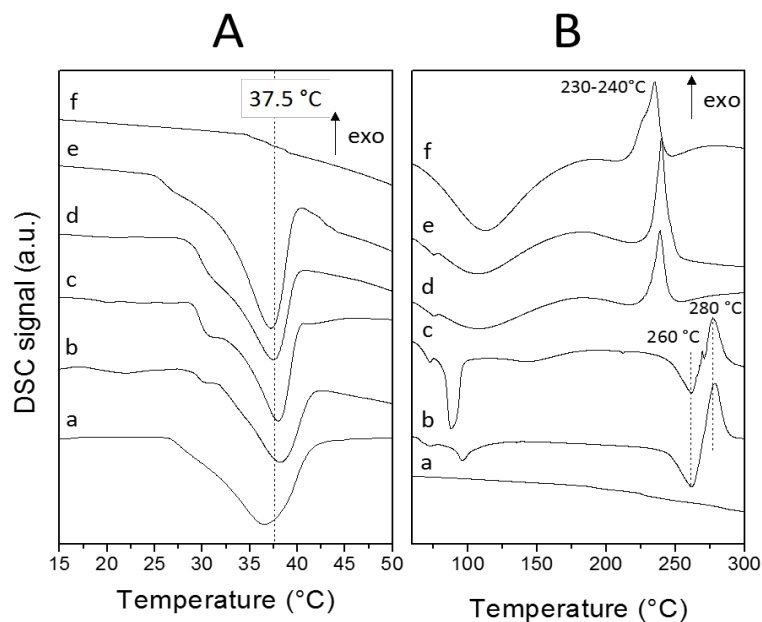 A
B
37.5 °C
exo
f
e
d
c
b
a
DSC signal (a.u.)
15 20 25 30 35 40 45 50
Temperature (°C)
230-240°C
exo
f
e
d
c
280 °C
260 °C
b
a
100 150 200 250 300
Temperature (°C)